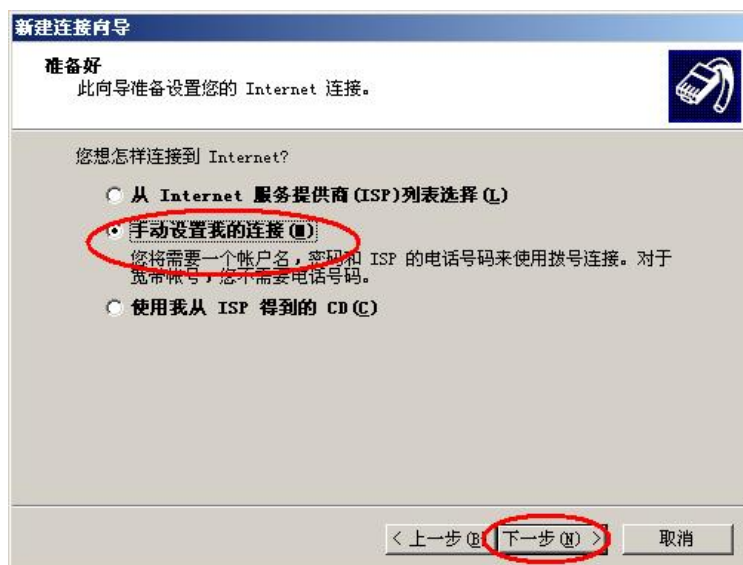 新建连接向导
准备好
此向导准备设置您的 Internet 连接。
您想怎样连接到 Internet?
从 Internet 服务提供商(ISP)列表选择(L)
手动设置我的连接(M)
您将需要一个帐户名，密码和 ISP 的电话号码来使用拨号连接。对于
宽带帐号，您不需要电话号码。
使用我从 ISP 得到的 CD(C)
< 上一步(B) 下一步(N) > 取消